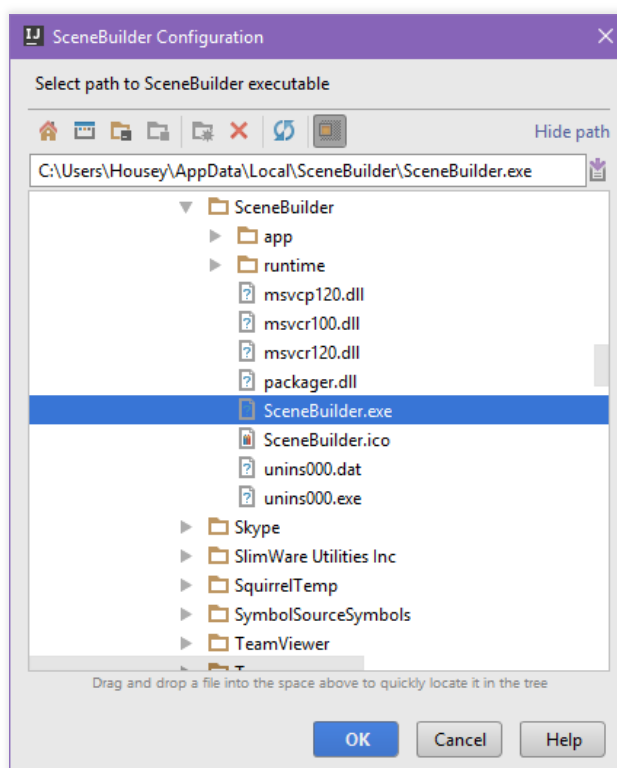 IJ SceneBuilder Configuration
Select path to SceneBuilder executable
Hide path
C:\Users\Housey\AppData\Local\SceneBuilder\SceneBuilder.exe
SceneBuilder
app
runtime
msvcp120.dll
msvcr100.dll
msvcr120.dll
packager.dll
SceneBuilder.exe
SceneBuilder.ico
unins000.dat
unins000.exe
Skype
SlimWare Utilities Inc
SquirrelTemp
SymbolSourceSymbols
TeamViewer
Drag and drop a file into the space above to quickly locate it in the tree
OK Cancel Help